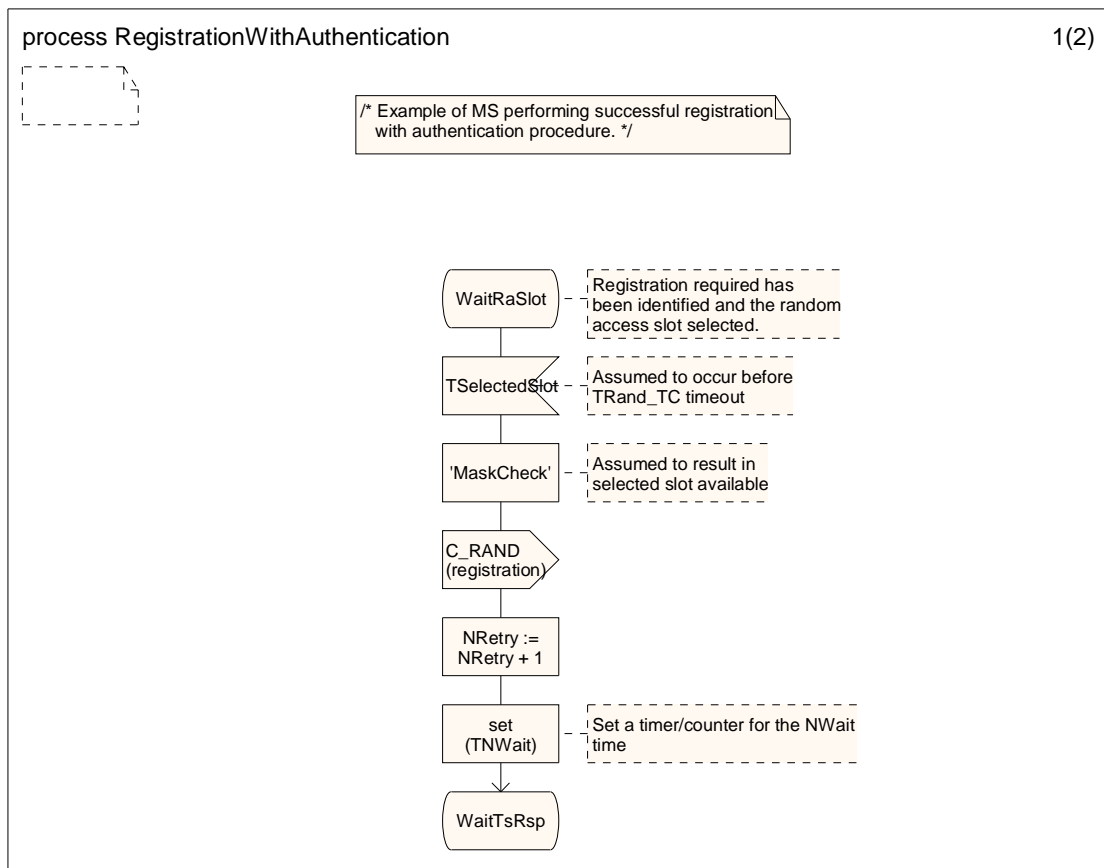 process RegistrationWithAuthentication
1(2)
/* Example of MS performing successful registration
with authentication procedure. */
WaitRaSlot
Registration required has
been identified and the random
access slot selected.
TSelectedSlot
Assumed to occur before
TRand_TC timeout
'MaskCheck'
Assumed to result in
selected slot available
C_RAND
(registration)
NRetry :=
NRetry + 1
set
(TNWait)
Set a timer/counter for the NWait
time
WaitTsRsp